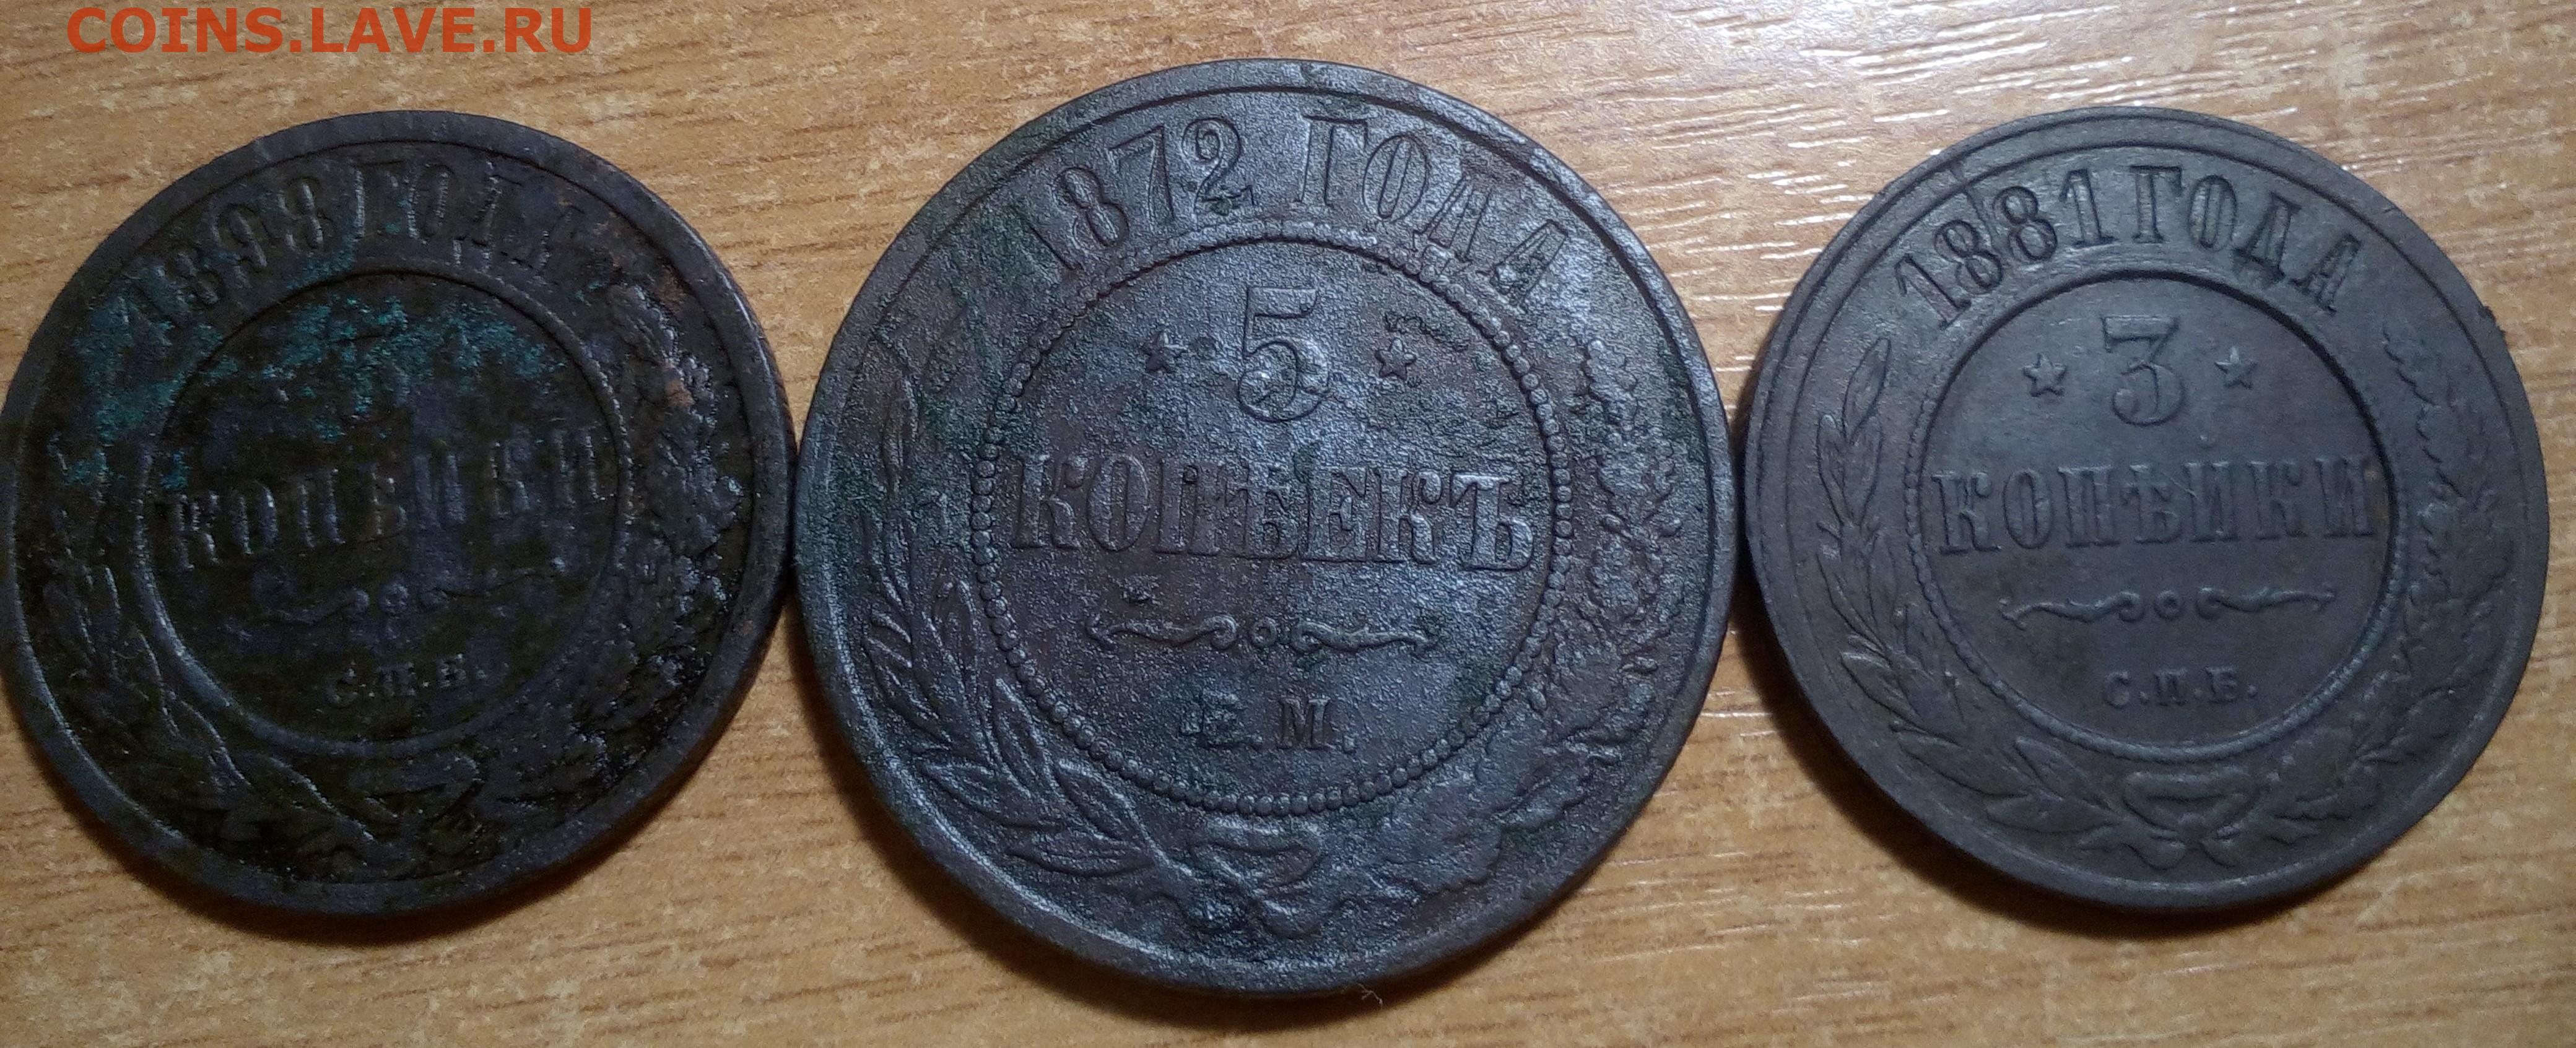 COINS.LAVE.RU
1898 ГОДА
КОПѢЙКИ
С.П.Б.
1872 ГОДА
5
КОПѢЕКЪ
Е.М.
1881 ГОДА
3
КОПѢЙКИ
С.П.Б.